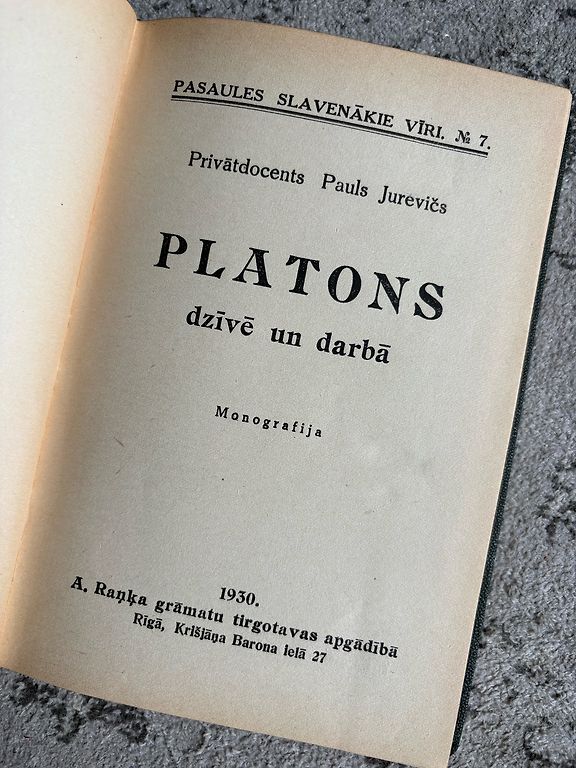 PASAULES SLAVENĀKIE VĪRI. № 7.
Privātdocents Pauls Jurevičs
PLATONS
dzīvē un darbā
Monografija
1930.
A. Raņķa grāmatu tirgotavas apgādībā
Rīgā, Krišjāņa Barona ielā 27